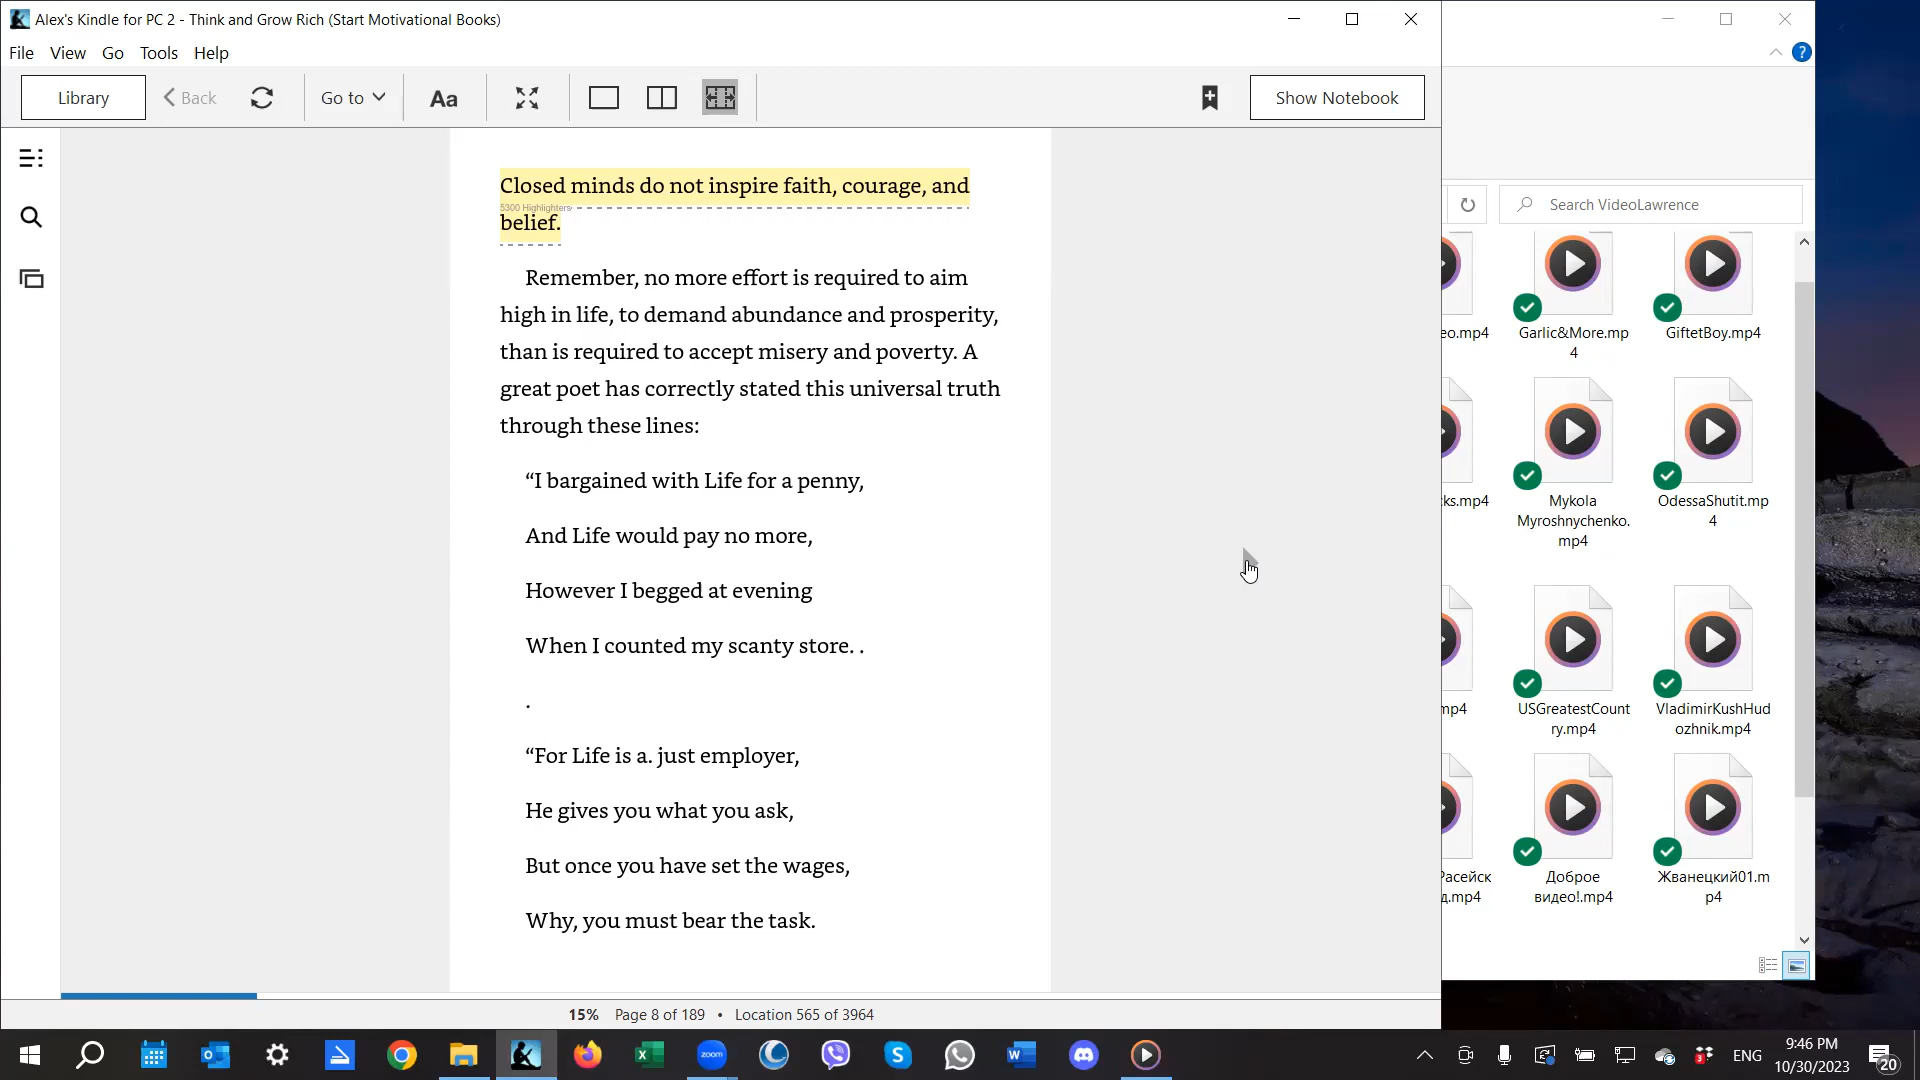 Alex's Kindle for PC 2 - Think and Grow Rich (Start Motivational Books)
File View Go Tools Help
Library Back Go to Aa Show Notebook
Closed minds do not inspire faith, courage, and
5300 Highlighters
belief.
Remember, no more effort is required to aim
high in life, to demand abundance and prosperity,
than is required to accept misery and poverty. A
great poet has correctly stated this universal truth
through these lines:
“I bargained with Life for a penny,
And Life would pay no more,
However I begged at evening
When I counted my scanty store. .
.
“For Life is a. just employer,
He gives you what you ask,
But once you have set the wages,
Why, you must bear the task.
15% Page 8 of 189 • Location 565 of 3964
?
Search VideoLawrence
eo.mp4 Garlic&More.mp GiftetBoy.mp4
4
ks.mp4 Mykola OdessaShutit.mp
Myroshnychenko. 4
mp4
mp4 USGreatestCount VladimirKushHud
ry.mp4 ozhnik.mp4
Расейск Доброе Жванецкий01.m
д.mp4 видео!.mp4 p4
zoom
3 ENG 9:46 PM
10/30/2023 20